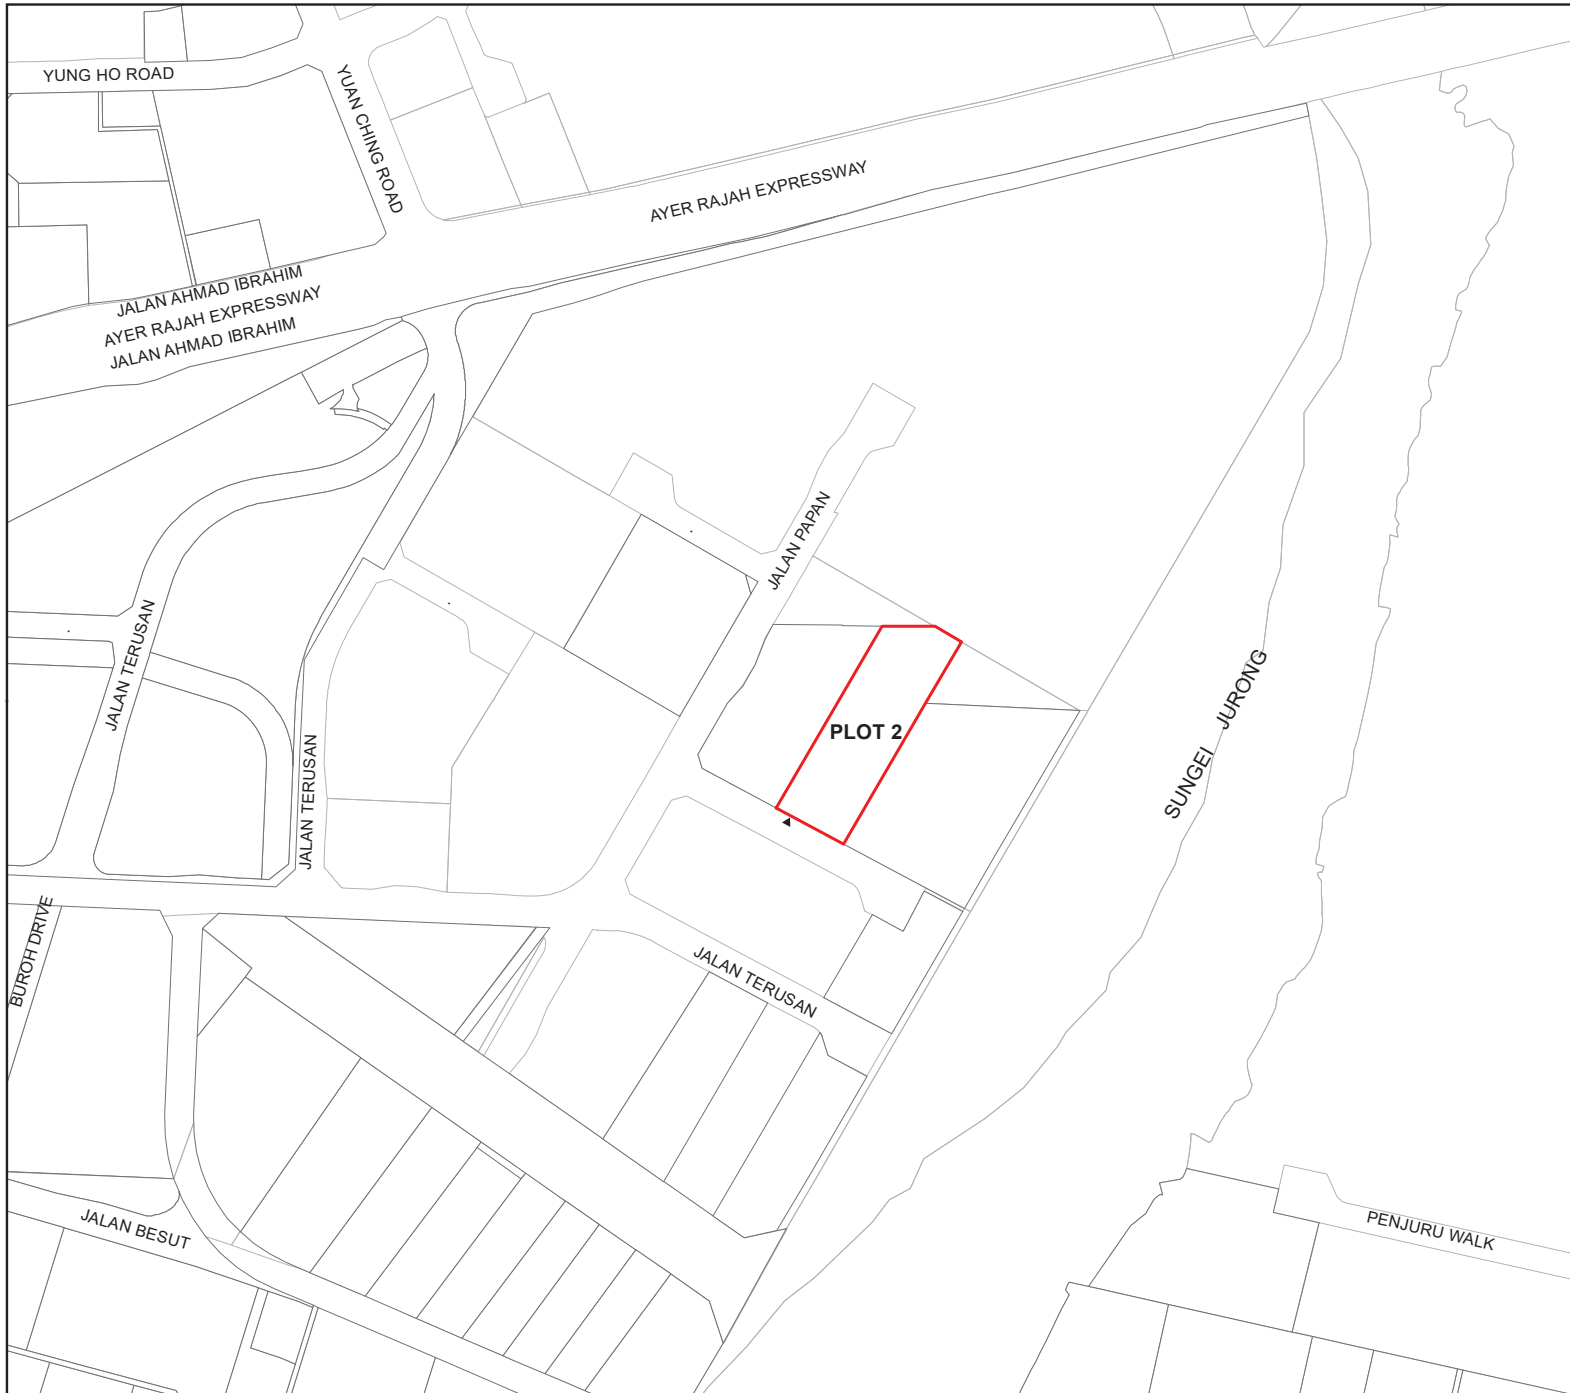 YUNG HO ROAD
YUAN CHING ROAD
AYER RAJAH EXPRESSWAY
JALAN AHMAD IBRAHIM
AYER RAJAH EXPRESSWAY
JALAN AHMAD IBRAHIM
JALAN PAPAN
JALAN TERUSAN
PLOT 2
SUNGEI JURONG
JALAN TERUSAN
BUROH DRIVE
JALAN TERUSAN
JALAN BESUT
PENJURU WALK